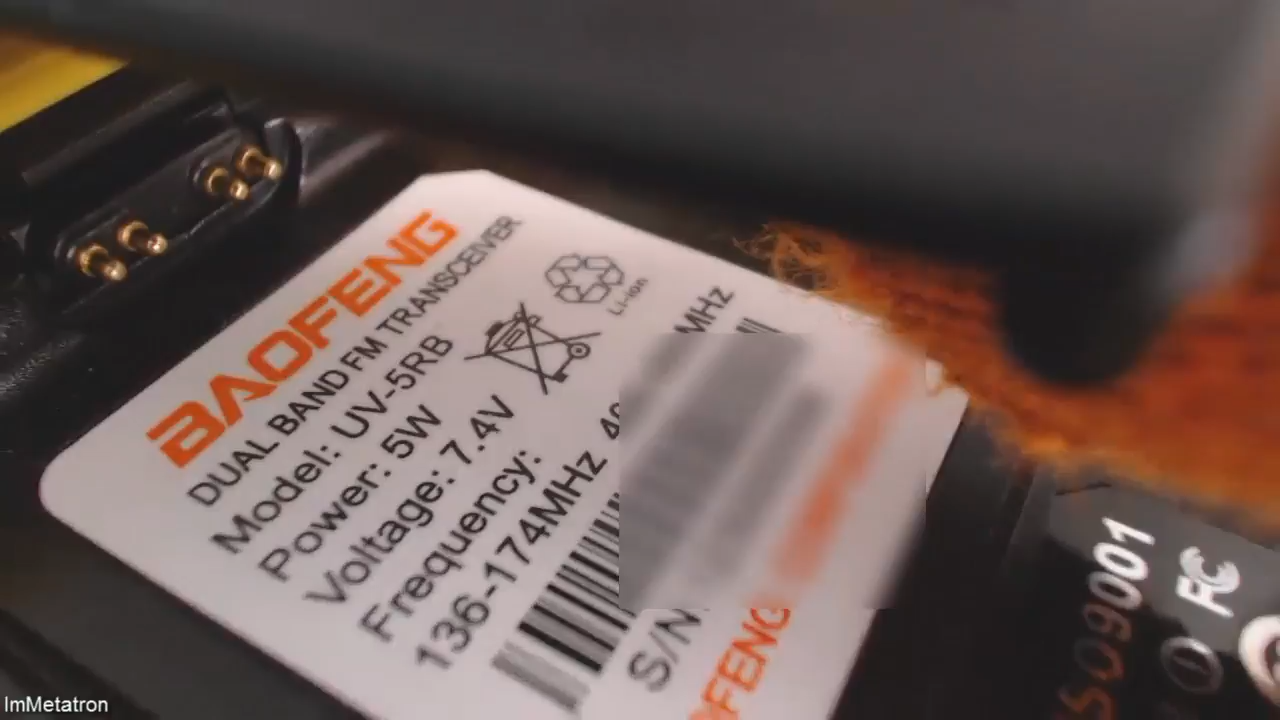 BAOFENG
DUAL BAND FM TRANSCEIVER
Model: UV-5RB
Power: 5W
Voltage: 7.4V
Frequency:
136-174MHz MHz
Li-ion
S/N
ISO9001
FC
ImMetatron